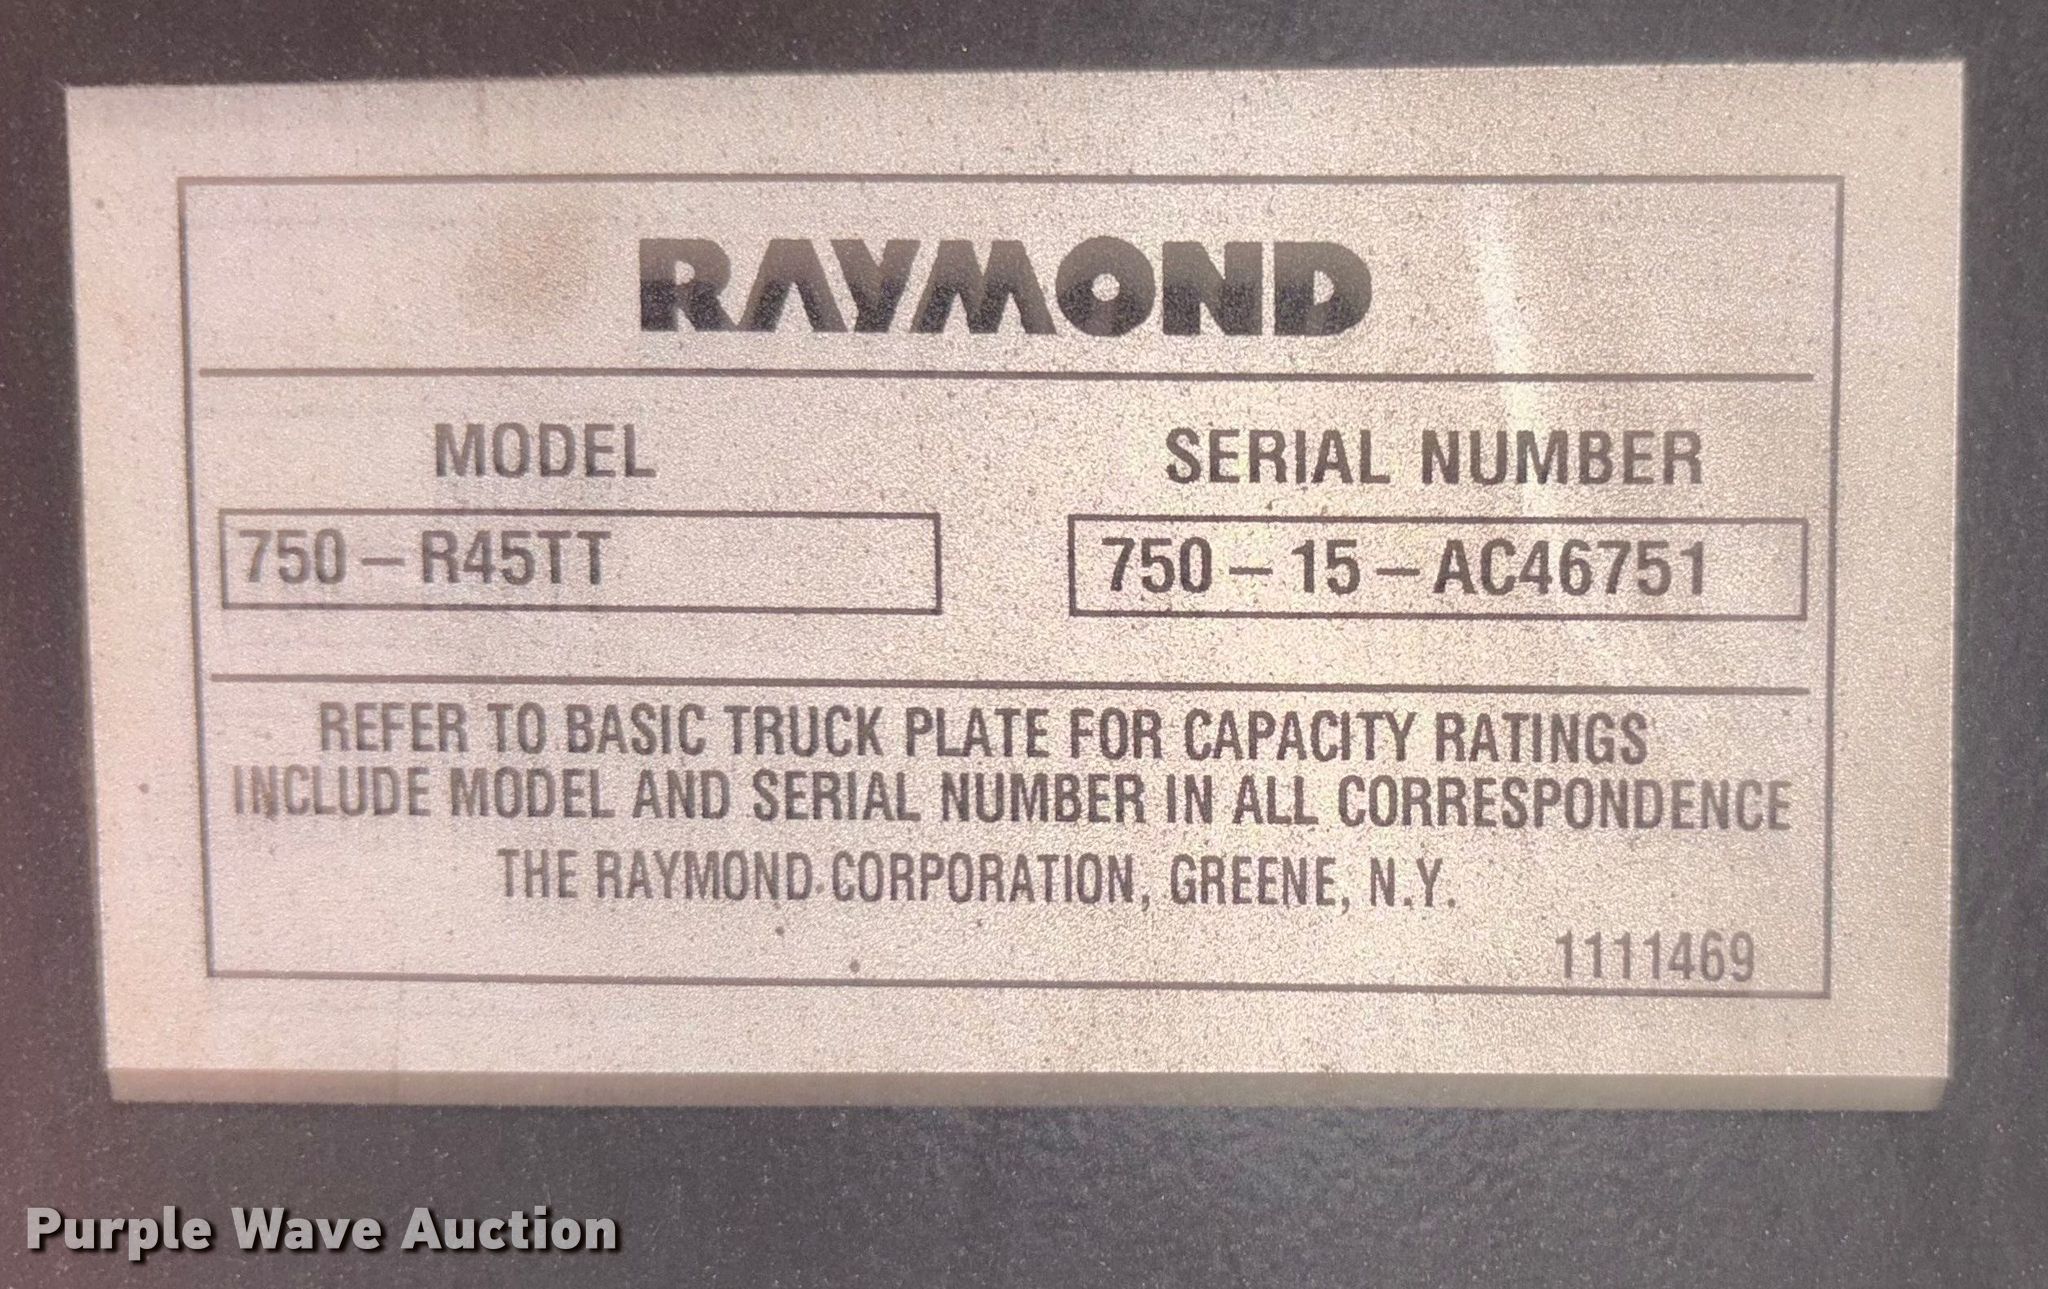 RAYMOND
MODEL
SERIAL NUMBER
750-R45TT
750-15-AC46751
REFER TO BASIC TRUCK PLATE FOR CAPACITY RATINGS
INCLUDE MODEL AND SERIAL NUMBER IN ALL CORRESPONDENCE
THE RAYMOND CORPORATION, GREENE, N.Y.
1111469
Purple Wave Auction